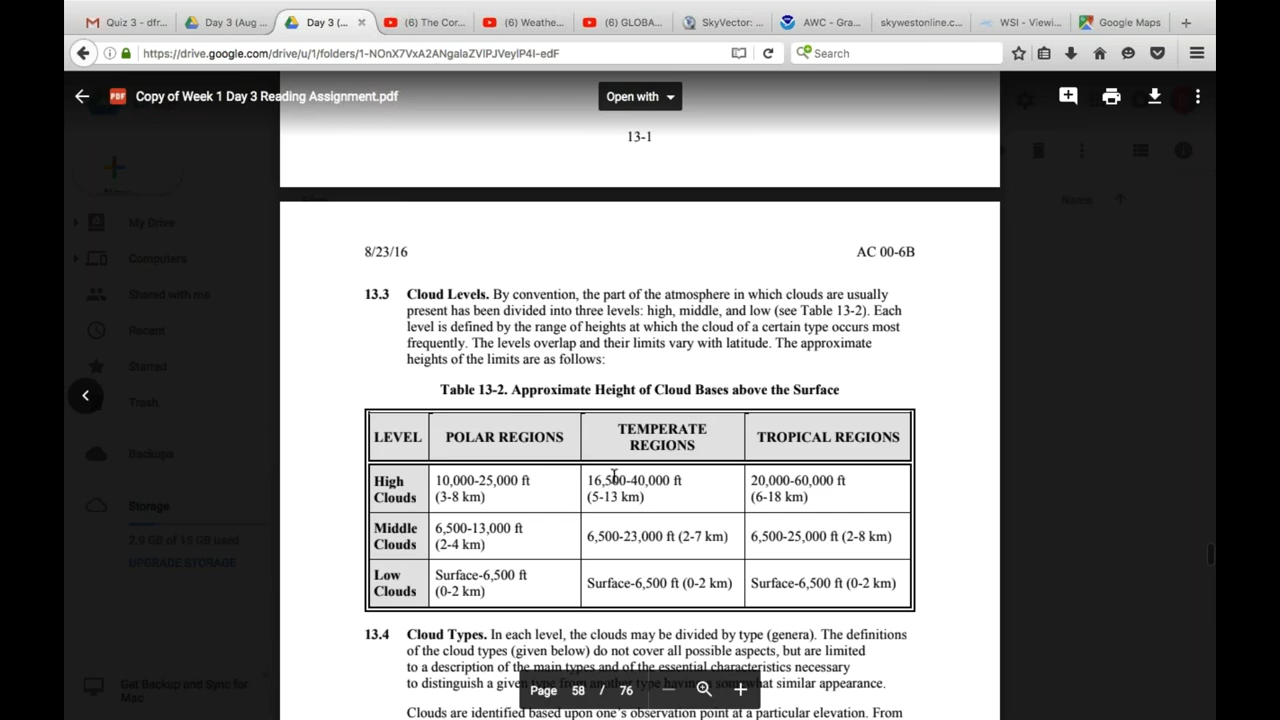 Quiz 3 - dfr...
Day 3 (Aug ...
Day 3 (...
(6) The Cor...
(6) Weathe...
(6) GLOBA...
SkyVector: ...
AWC - Gra...
skywestonline.c...
WSI - Viewi...
Google Maps
https://drive.google.com/drive/u/1/folders/1-NOnX7VxA2ANgalaZVlPJVeylP4I-edF
Search
PDF
Copy of Week 1 Day 3 Reading Assignment.pdf
Open with
My Drive
Computers
Shared with me
Recent
Starred
Trash
Backups
Storage
2.9 GB of 15 GB used
UPGRADE STORAGE
Get Backup and Sync for
Mac
Name
13-1
8/23/16
AC 00-6B
13.3 Cloud Levels. By convention, the part of the atmosphere in which clouds are usually
present has been divided into three levels: high, middle, and low (see Table 13-2). Each
level is defined by the range of heights at which the cloud of a certain type occurs most
frequently. The levels overlap and their limits vary with latitude. The approximate
heights of the limits are as follows:
Table 13-2. Approximate Height of Cloud Bases above the Surface
LEVEL
POLAR REGIONS
TEMPERATE
REGIONS
TROPICAL REGIONS
High
Clouds
10,000-25,000 ft
(3-8 km)
16,500-40,000 ft
(5-13 km)
20,000-60,000 ft
(6-18 km)
Middle
Clouds
6,500-13,000 ft
(2-4 km)
6,500-23,000 ft (2-7 km)
6,500-25,000 ft (2-8 km)
Low
Clouds
Surface-6,500 ft
(0-2 km)
Surface-6,500 ft (0-2 km)
Surface-6,500 ft (0-2 km)
13.4 Cloud Types. In each level, the clouds may be divided by type (genera). The definitions
of the cloud types (given below) do not cover all possible aspects, but are limited
to a description of the main types and of the essential characteristics necessary
to distinguish a given type from another type having somewhat similar appearance.
Page 58 / 76
Clouds are identified based upon one's observation point at a particular elevation. From